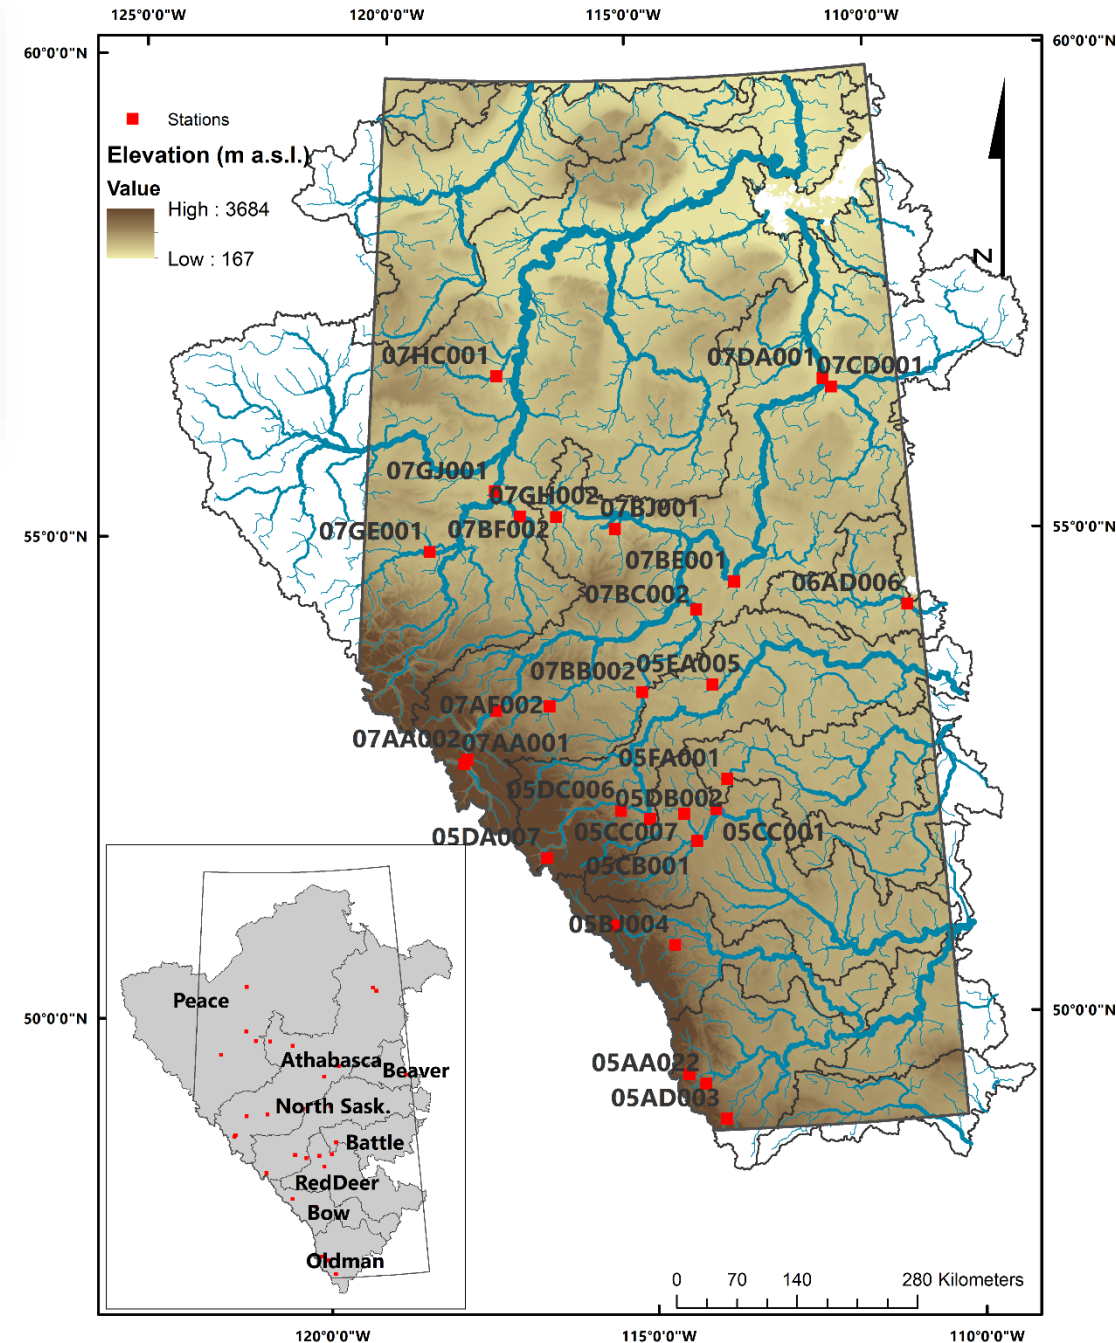 125°0'0"W 120°0'0"W 115°0'0"W 110°0'0"W
60°0'0"N 60°0'0"N
Stations
Elevation (m a.s.l.)
Value
High : 3684
Low : 167
N
07HC001
07DA001
07CD001
07GJ001
07GH002
07BJ001
07GE001
07BF002
55°0'0"N 55°0'0"N
07BE001
06AD006
07BC002
07BB002
05EA005
07AF002
07AA002
07AA001
05FA001
05DC006
05DB002
05DA007
05CC007
05CC001
05CB001
05BJ004
50°0'0"N 50°0'0"N
05AA022
05AD003
Peace
Athabasca
Beaver
North Sask.
Battle
RedDeer
Bow
Oldman
0 70 140 280 Kilometers
120°0'0"W 115°0'0"W 110°0'0"W